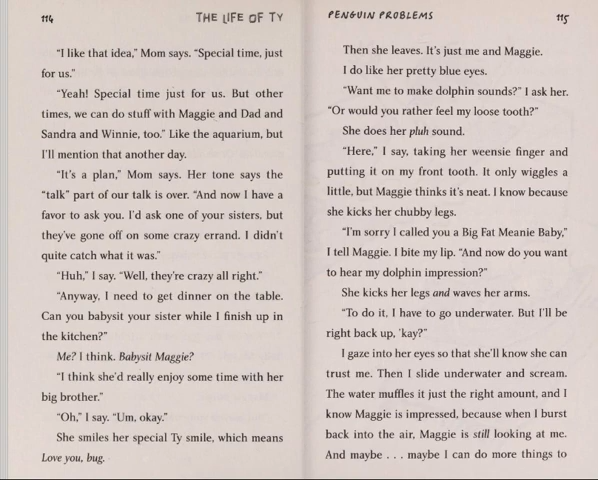 114
THE LIFE OF TY
"I like that idea," Mom says. "Special time, just
for us."
"Yeah! Special time just for us. But other
times, we can do stuff with Maggie and Dad and
Sandra and Winnie, too." Like the aquarium, but
I'll mention that another day.
"It's a plan," Mom says. Her tone says the
"talk" part of our talk is over. "And now I have a
favor to ask you. I'd ask one of your sisters, but
they've gone off on some crazy errand. I didn't
quite catch what it was."
"Huh," I say. "Well, they're crazy all right."
"Anyway, I need to get dinner on the table.
Can you babysit your sister while I finish up in
the kitchen?"
Me? I think. Babysit Maggie?
"I think she'd really enjoy some time with her
big brother."
"Oh," I say. "Um, okay."
She smiles her special Ty smile, which means
Love you, bug.
PENGUIN PROBLEMS
115
Then she leaves. It's just me and Maggie.
I do like her pretty blue eyes.
"Want me to make dolphin sounds?" I ask her.
"Or would you rather feel my loose tooth?"
She does her pluh sound.
"Here," I say, taking her weensie finger and
putting it on my front tooth. It only wiggles a
little, but Maggie thinks it's neat. I know because
she kicks her chubby legs.
"I'm sorry I called you a Big Fat Meanie Baby,"
I tell Maggie. I bite my lip. "And now do you want
to hear my dolphin impression?"
She kicks her legs and waves her arms.
"To do it, I have to go underwater. But I'll be
right back up, 'kay?"
I gaze into her eyes so that she'll know she can
trust me. Then I slide underwater and scream.
The water muffles it just the right amount, and I
know Maggie is impressed, because when I burst
back into the air, Maggie is still looking at me.
And maybe . . . maybe I can do more things to